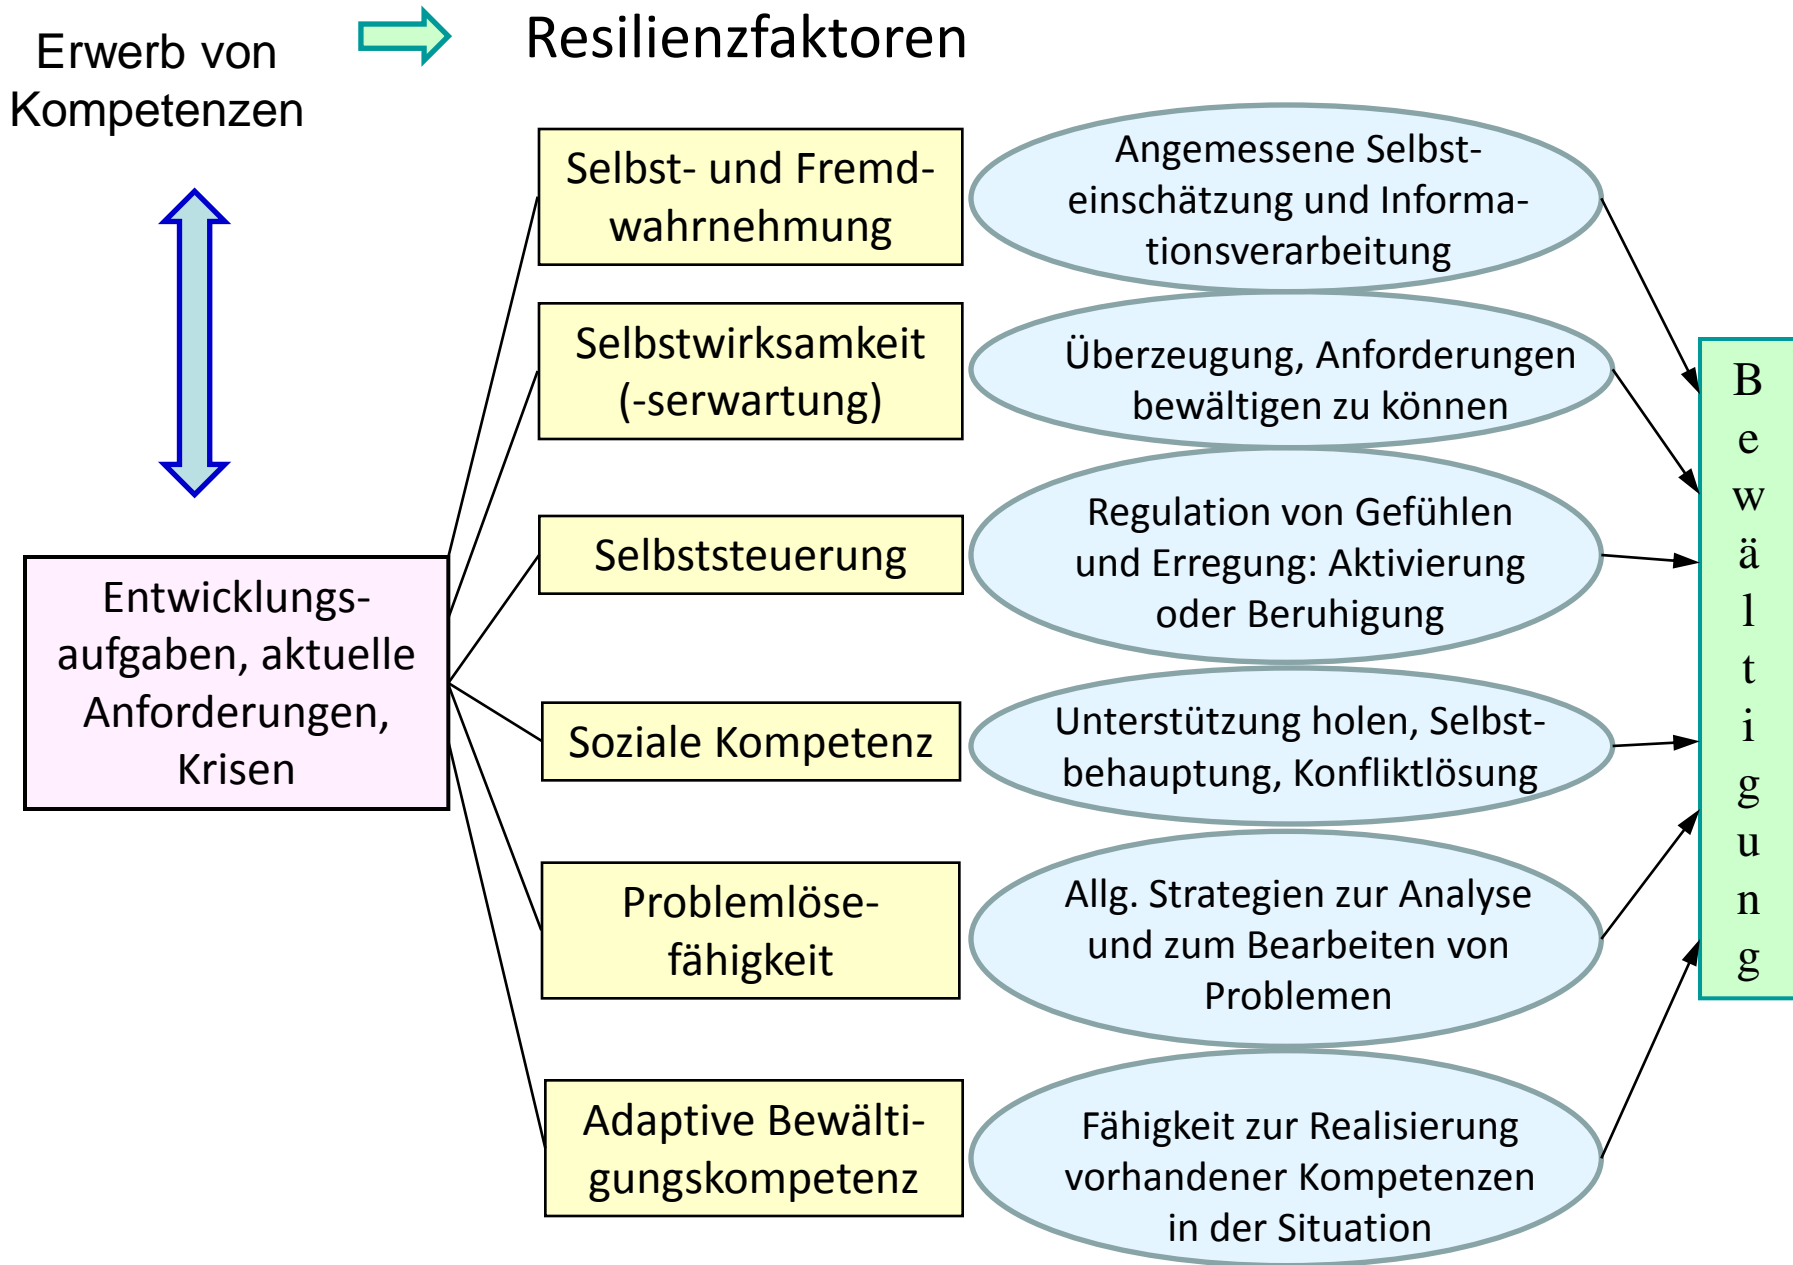 Erwerb von
Kompetenzen
Resilienzfaktoren
Entwicklungs-
aufgaben, aktuelle
Anforderungen,
Krisen
Selbst- und Fremd-
wahrnehmung
Angemessene Selbst-
einschätzung und Informa-
tionsverarbeitung
Selbstwirksamkeit
(-serwartung)
Überzeugung, Anforderungen
bewältigen zu können
Selbststeuerung
Regulation von Gefühlen
und Erregung: Aktivierung
oder Beruhigung
Soziale Kompetenz
Unterstützung holen, Selbst-
behauptung, Konfliktlösung
Problemlöse-
fähigkeit
Allg. Strategien zur Analyse
und zum Bearbeiten von
Problemen
Adaptive Bewälti-
gungskompetenz
Fähigkeit zur Realisierung
vorhandener Kompetenzen
in der Situation
B
e
w
ä
l
t
i
g
u
n
g